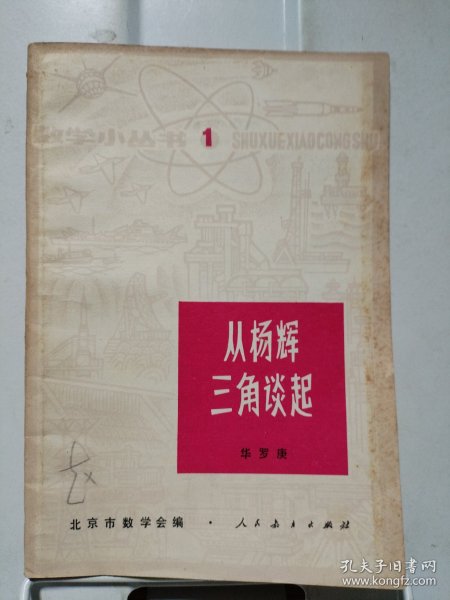 数学小丛书 1 SHUXUEXIAOCONGSHU
从杨辉
三角谈起
华罗庚
北京市数学会编 · 人民教育出版社
孔夫子旧书网
www.kongfz.com